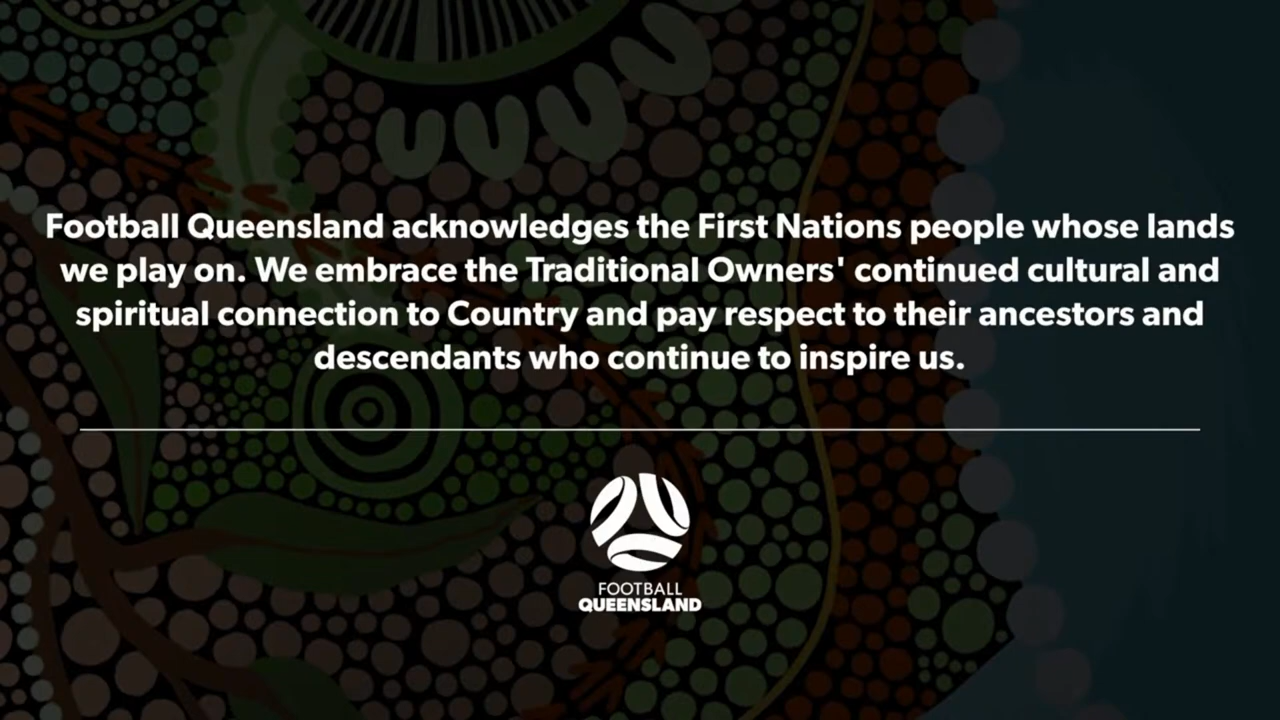 Football Queensland acknowledges the First Nations people whose lands
we play on. We embrace the Traditional Owners' continued cultural and
spiritual connection to Country and pay respect to their ancestors and
descendants who continue to inspire us.
FOOTBALL
QUEENSLAND